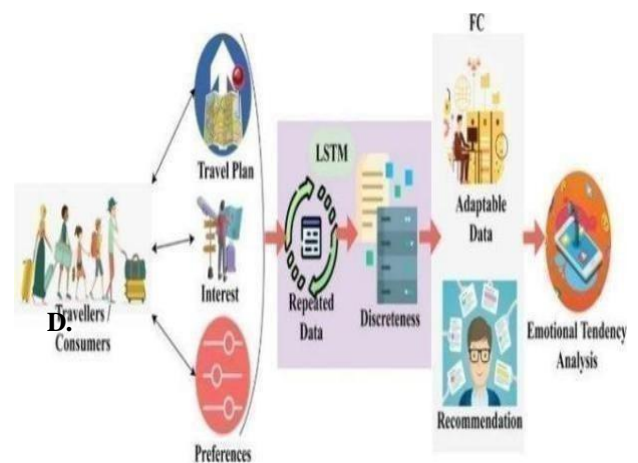 FC
Travel Plan
LSTM
Adaptable
Data
Interest
Repeated
Data
Discreteness
D.
Travellers /
Consumers
Emotional Tendency
Analysis
Recommendation
Preferences